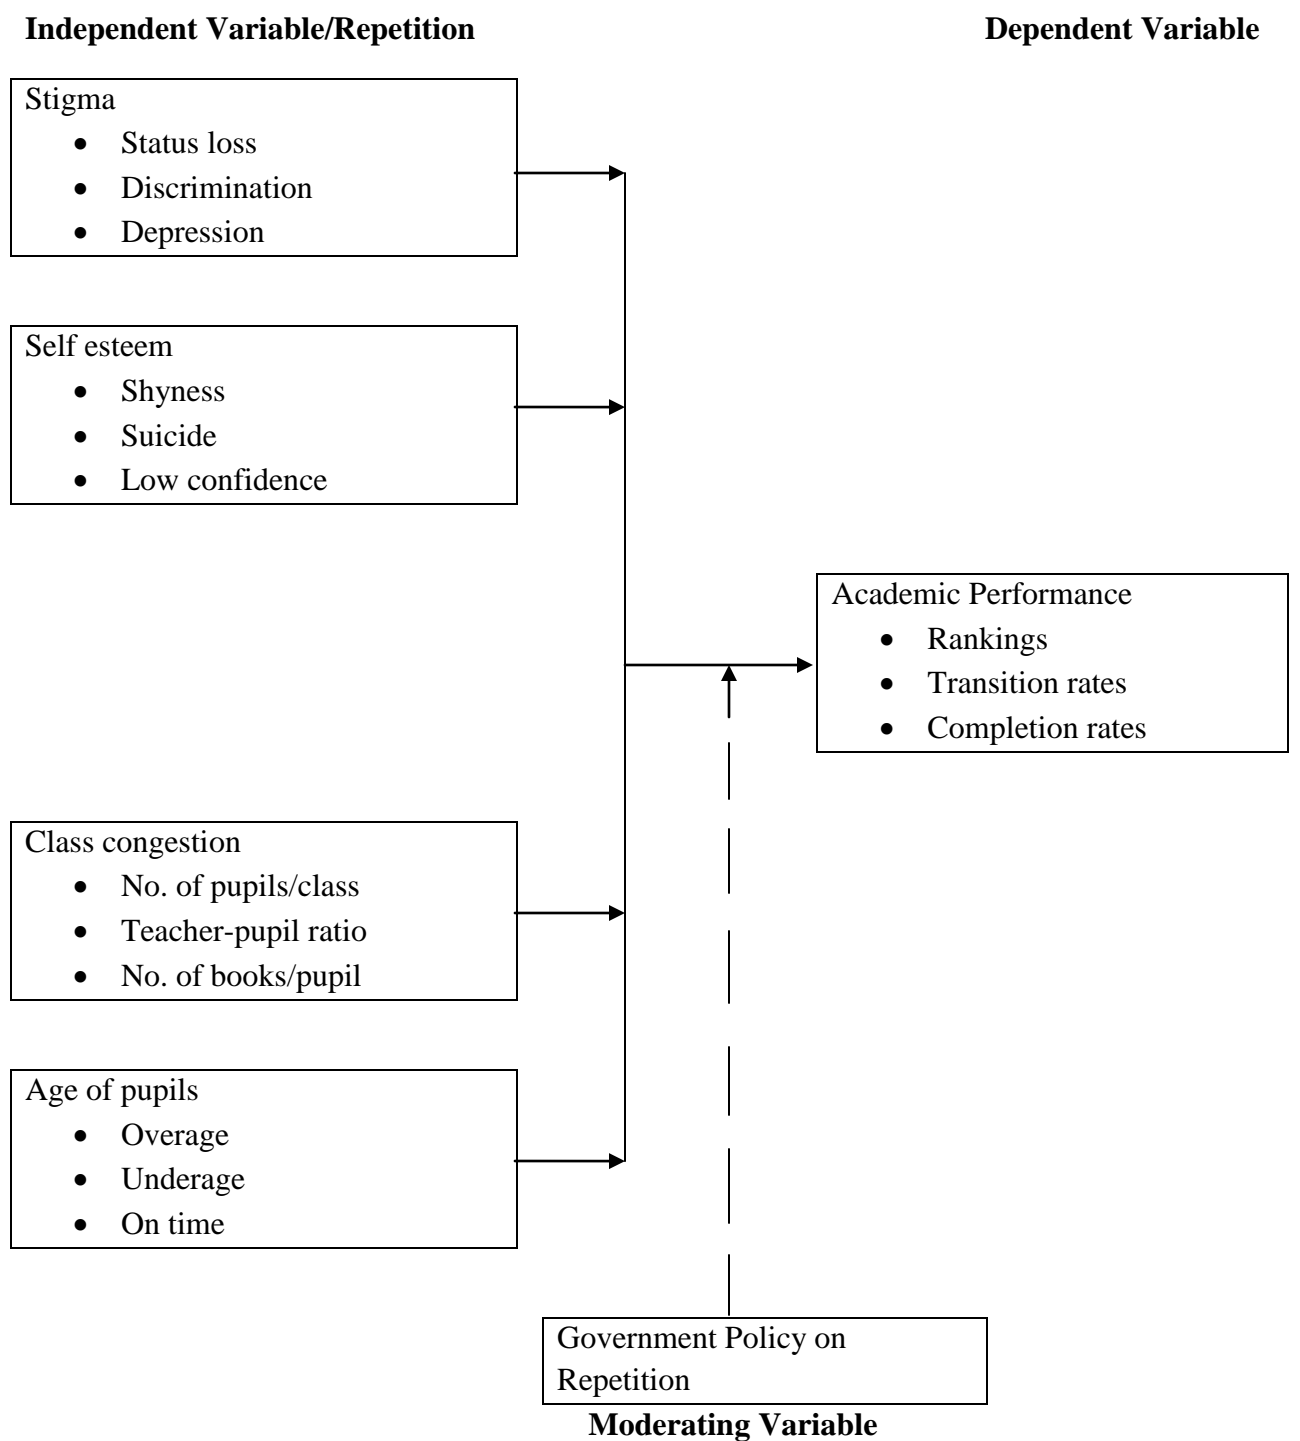 Independent Variable/Repetition
Dependent Variable
Stigma
• Status loss
• Discrimination
• Depression
Self esteem
• Shyness
• Suicide
• Low confidence
Academic Performance
• Rankings
• Transition rates
• Completion rates
Class congestion
• No. of pupils/class
• Teacher-pupil ratio
• No. of books/pupil
Age of pupils
• Overage
• Underage
• On time
Government Policy on
Repetition
Moderating Variable